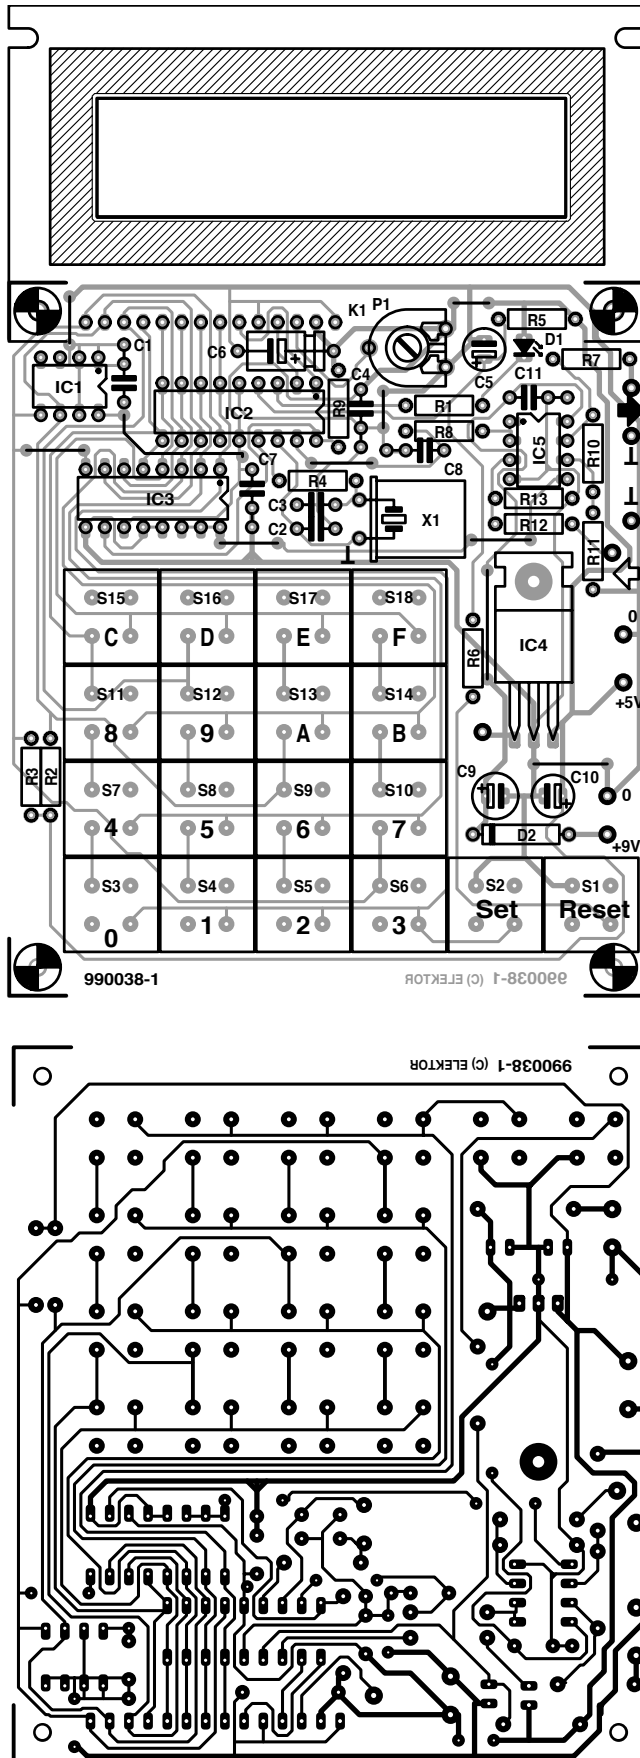 K1 P1
R5
C1
C6
D1
R7
C4
C5
C11
IC1
IC2
R9
R1
R8
IC5
R10
C7
C8
R4
IC3
C3
C2
X1
R13
R12
R11
S15 S16 S17 S18
C D E F
0
IC4
R6
S11 S12 S13 S14
+5V
8 9 A B
R3 R2
C9 C10
S7 S8 S9 S10
0
4 5 6 7
D2
+9V
S3 S4 S5 S6 S2 S1
0 1 2 3 Set Reset
990038-1
990038-1 (C) ELEKTOR
990038-1 (C) ELEKTOR